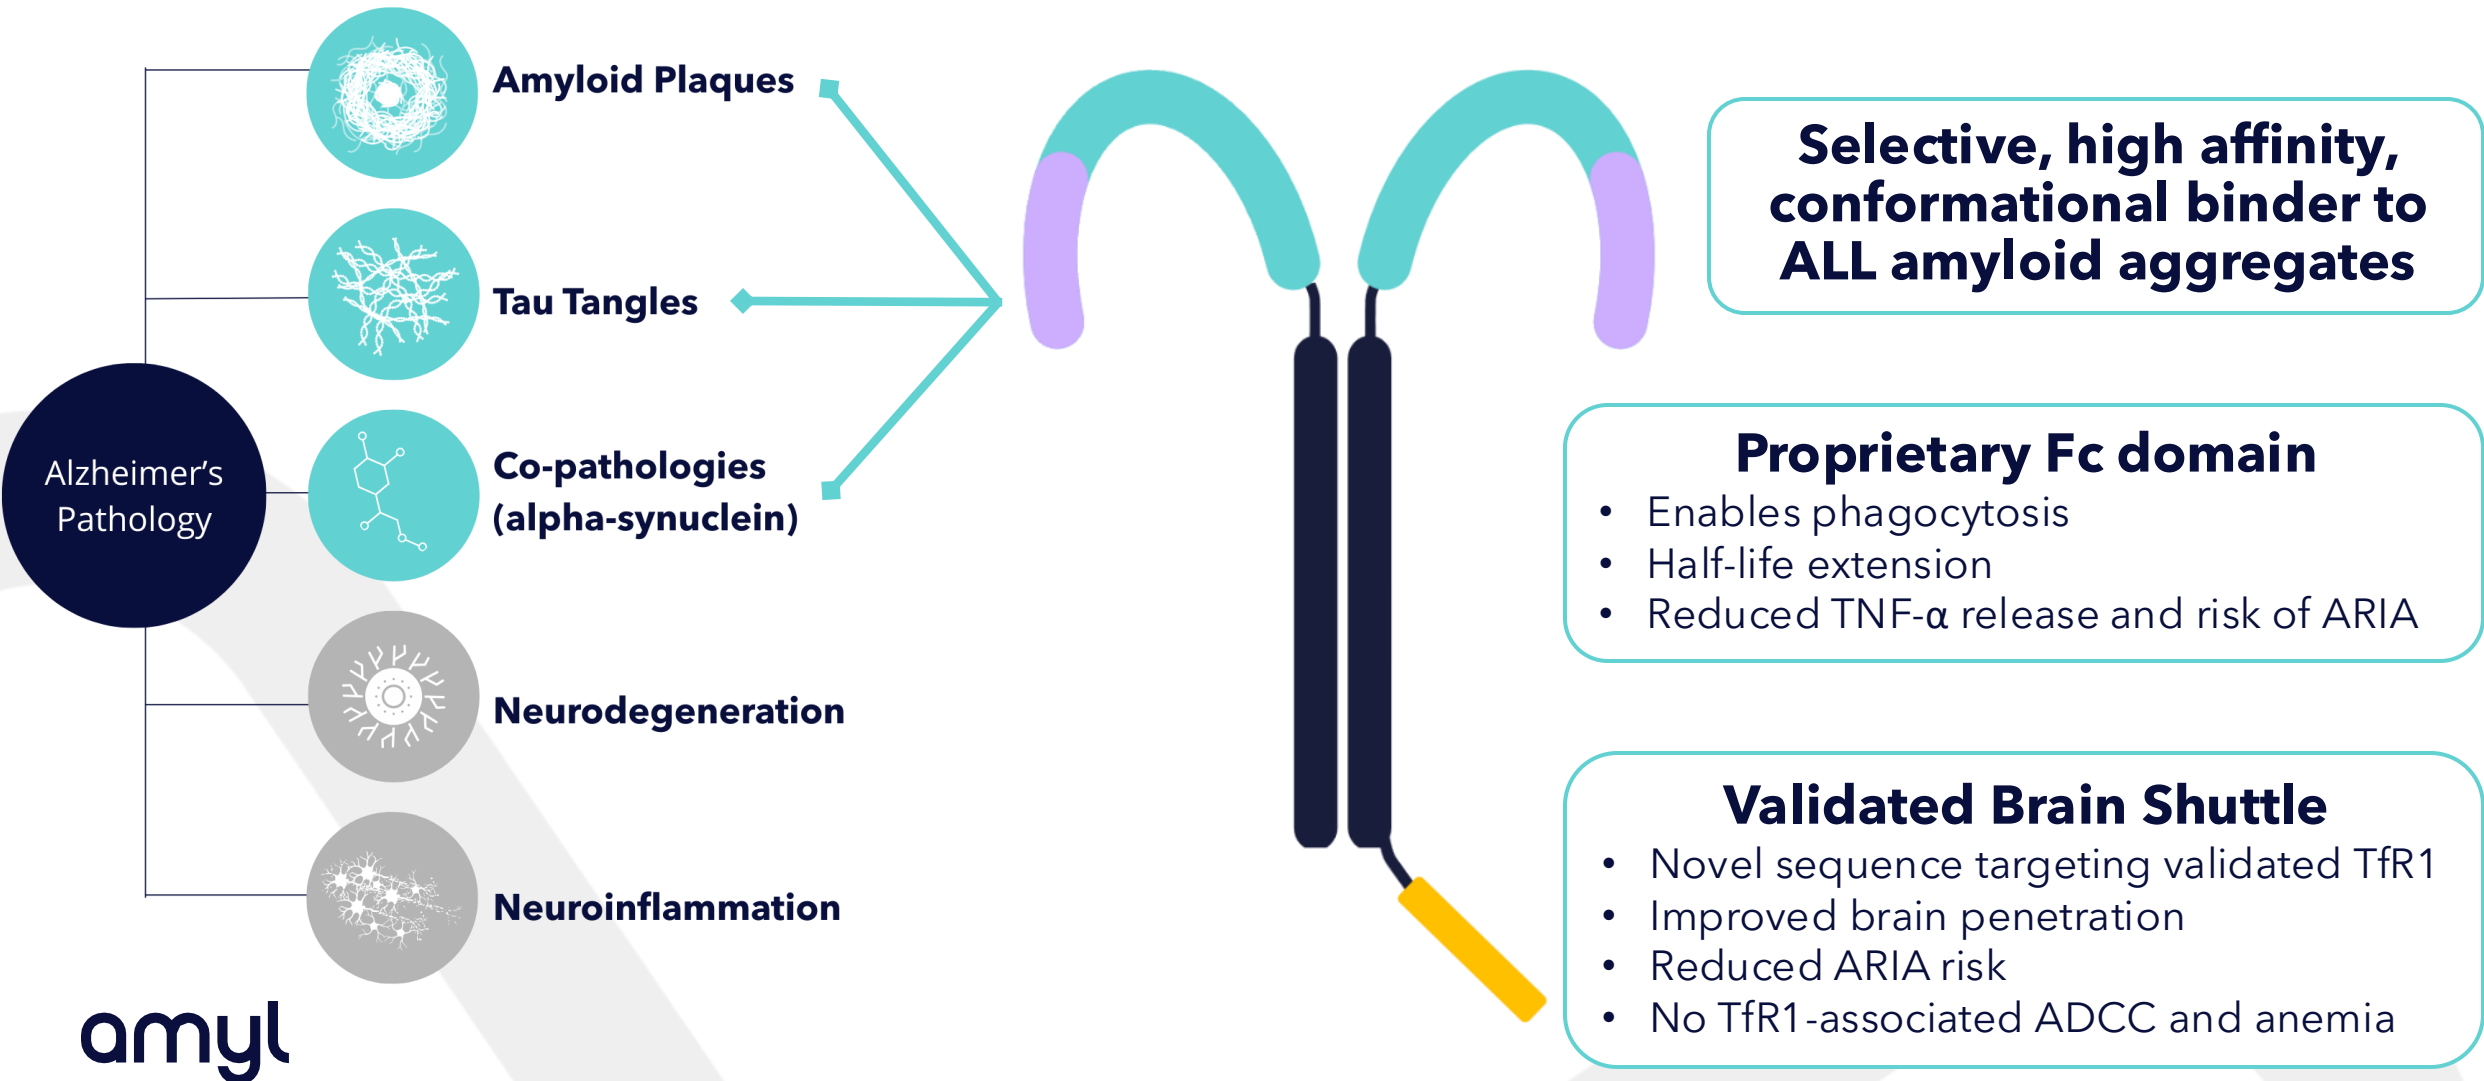 Amyloid Plaques
Tau Tangles
Alzheimer's
Pathology
Co-pathologies
(alpha-synuclein)
Neurodegeneration
Neuroinflammation
amyl
Selective, high affinity,
conformational binder to
ALL amyloid aggregates
Proprietary Fc domain
• Enables phagocytosis
• Half-life extension
• Reduced TNF-α release and risk of ARIA
Validated Brain Shuttle
• Novel sequence targeting validated TfR1
• Improved brain penetration
• Reduced ARIA risk
• No TfR1-associated ADCC and anemia